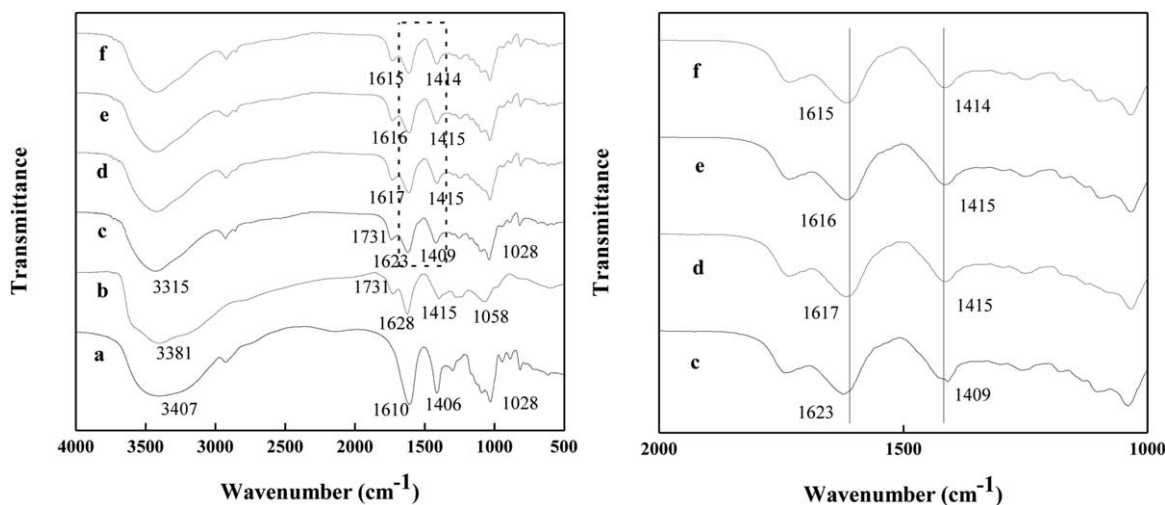 f
1615 1414
e
1616 1415
d
1617 1415
c
1731
1623 1409 1028
3315
b
1731 1415 1058
1628
3381
a
1610 1406 1028
3407
4000 3500 3000 2500 2000 1500 1000 500
Wavenumber (cm-1)
Transmittance
f
1615 1414
e
1616 1415
d
1617 1415
c
1623 1409
2000 1500 1000
Wavenumber (cm-1)
Transmittance